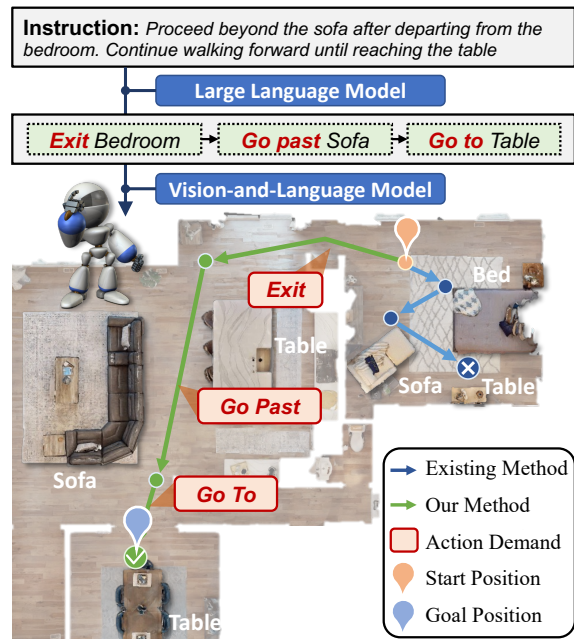 Instruction: Proceed beyond the sofa after departing from the
bedroom. Continue walking forward until reaching the table
Large Language Model
Exit Bedroom
Go past Sofa
Go to Table
Vision-and-Language Model
Bed
Exit
Table
Sofa
Table
Go Past
Sofa
Go To
Table
Existing Method
Our Method
Action Demand
Start Position
Goal Position